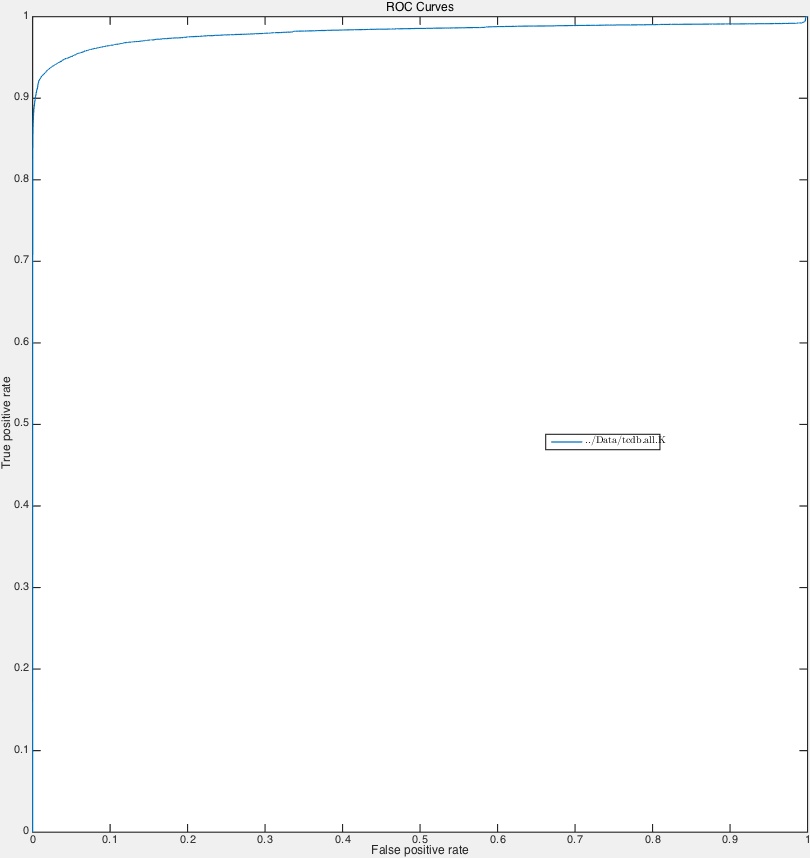 ROC Curves
1
0.9
0.8
0.7
0.6
0.5
0.4
0.3
0.2
0.1
0
True positive rate
../Data/tcdb.all.K
0 0.1 0.2 0.3 0.4 0.5 0.6 0.7 0.8 0.9 1
False positive rate